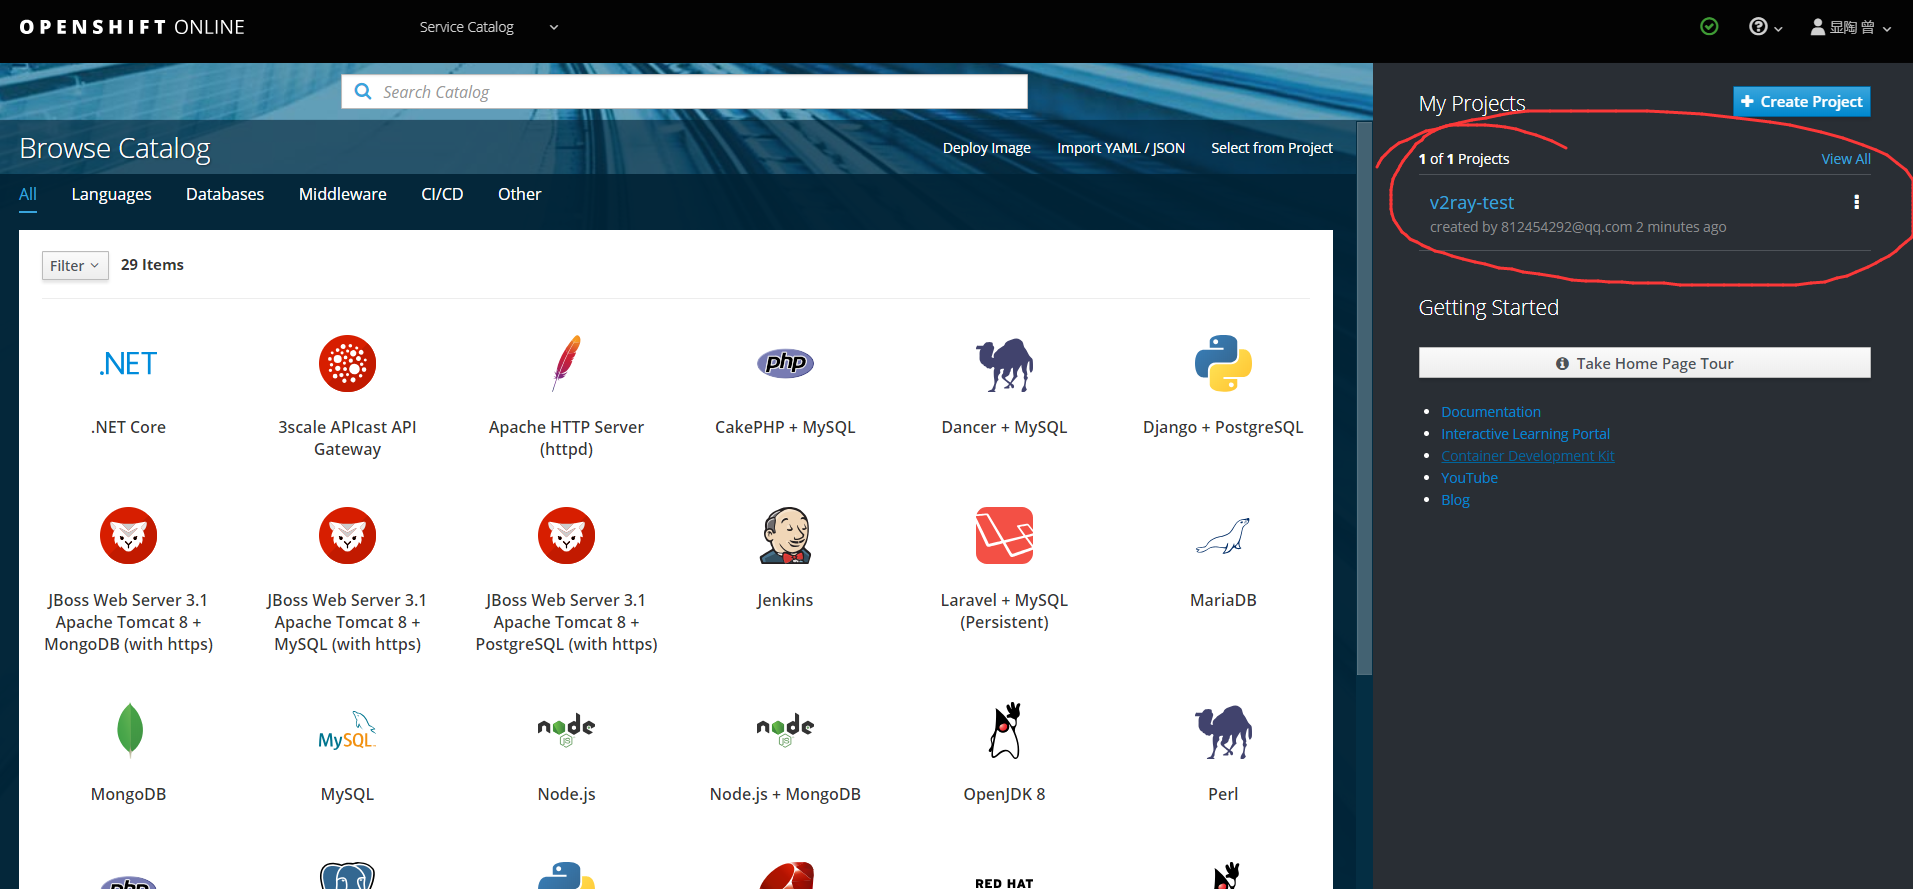 OPENSHIFT ONLINE
Service Catalog
显陶 曾
Search Catalog
Browse Catalog
Deploy Image
Import YAML / JSON
Select from Project
All
Languages
Databases
Middleware
CI/CD
Other
Filter
29 Items
.NET
.NET Core
3scale APIcast API
Gateway
Apache HTTP Server
(httpd)
php
CakePHP + MySQL
Dancer + MySQL
Django + PostgreSQL
JBoss Web Server 3.1
Apache Tomcat 8 +
MongoDB (with https)
JBoss Web Server 3.1
Apache Tomcat 8 +
MySQL (with https)
JBoss Web Server 3.1
Apache Tomcat 8 +
PostgreSQL (with https)
Jenkins
Laravel + MySQL
(Persistent)
MariaDB
MongoDB
MySQL
MySQL
node
JS
Node.js
node
JS
Node.js + MongoDB
OpenJDK 8
Perl
php
RED HAT
My Projects
Create Project
1 of 1 Projects
View All
v2ray-test
created by 812454292@qq.com 2 minutes ago
Getting Started
Take Home Page Tour
Documentation
Interactive Learning Portal
Container Development Kit
YouTube
Blog